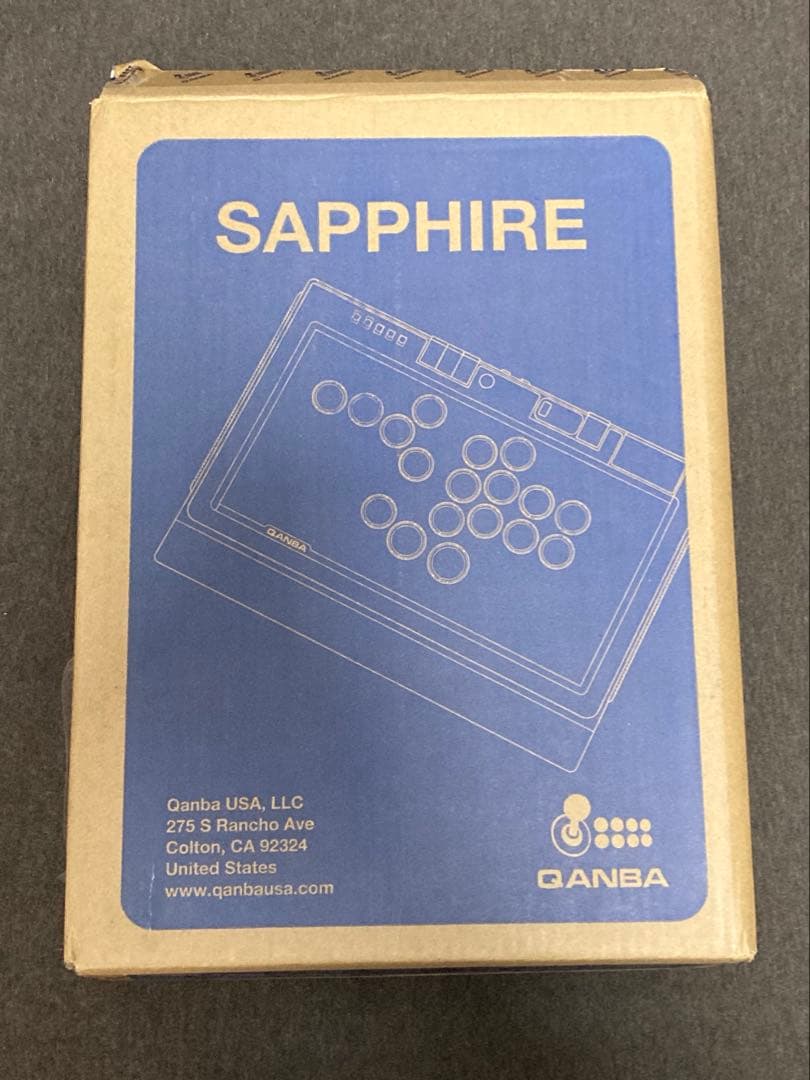 SAPPHIRE
QANBA
Qanba USA, LLC
275 S Rancho Ave
Colton, CA 92324
United States
www.qanbausa.com
QANBA